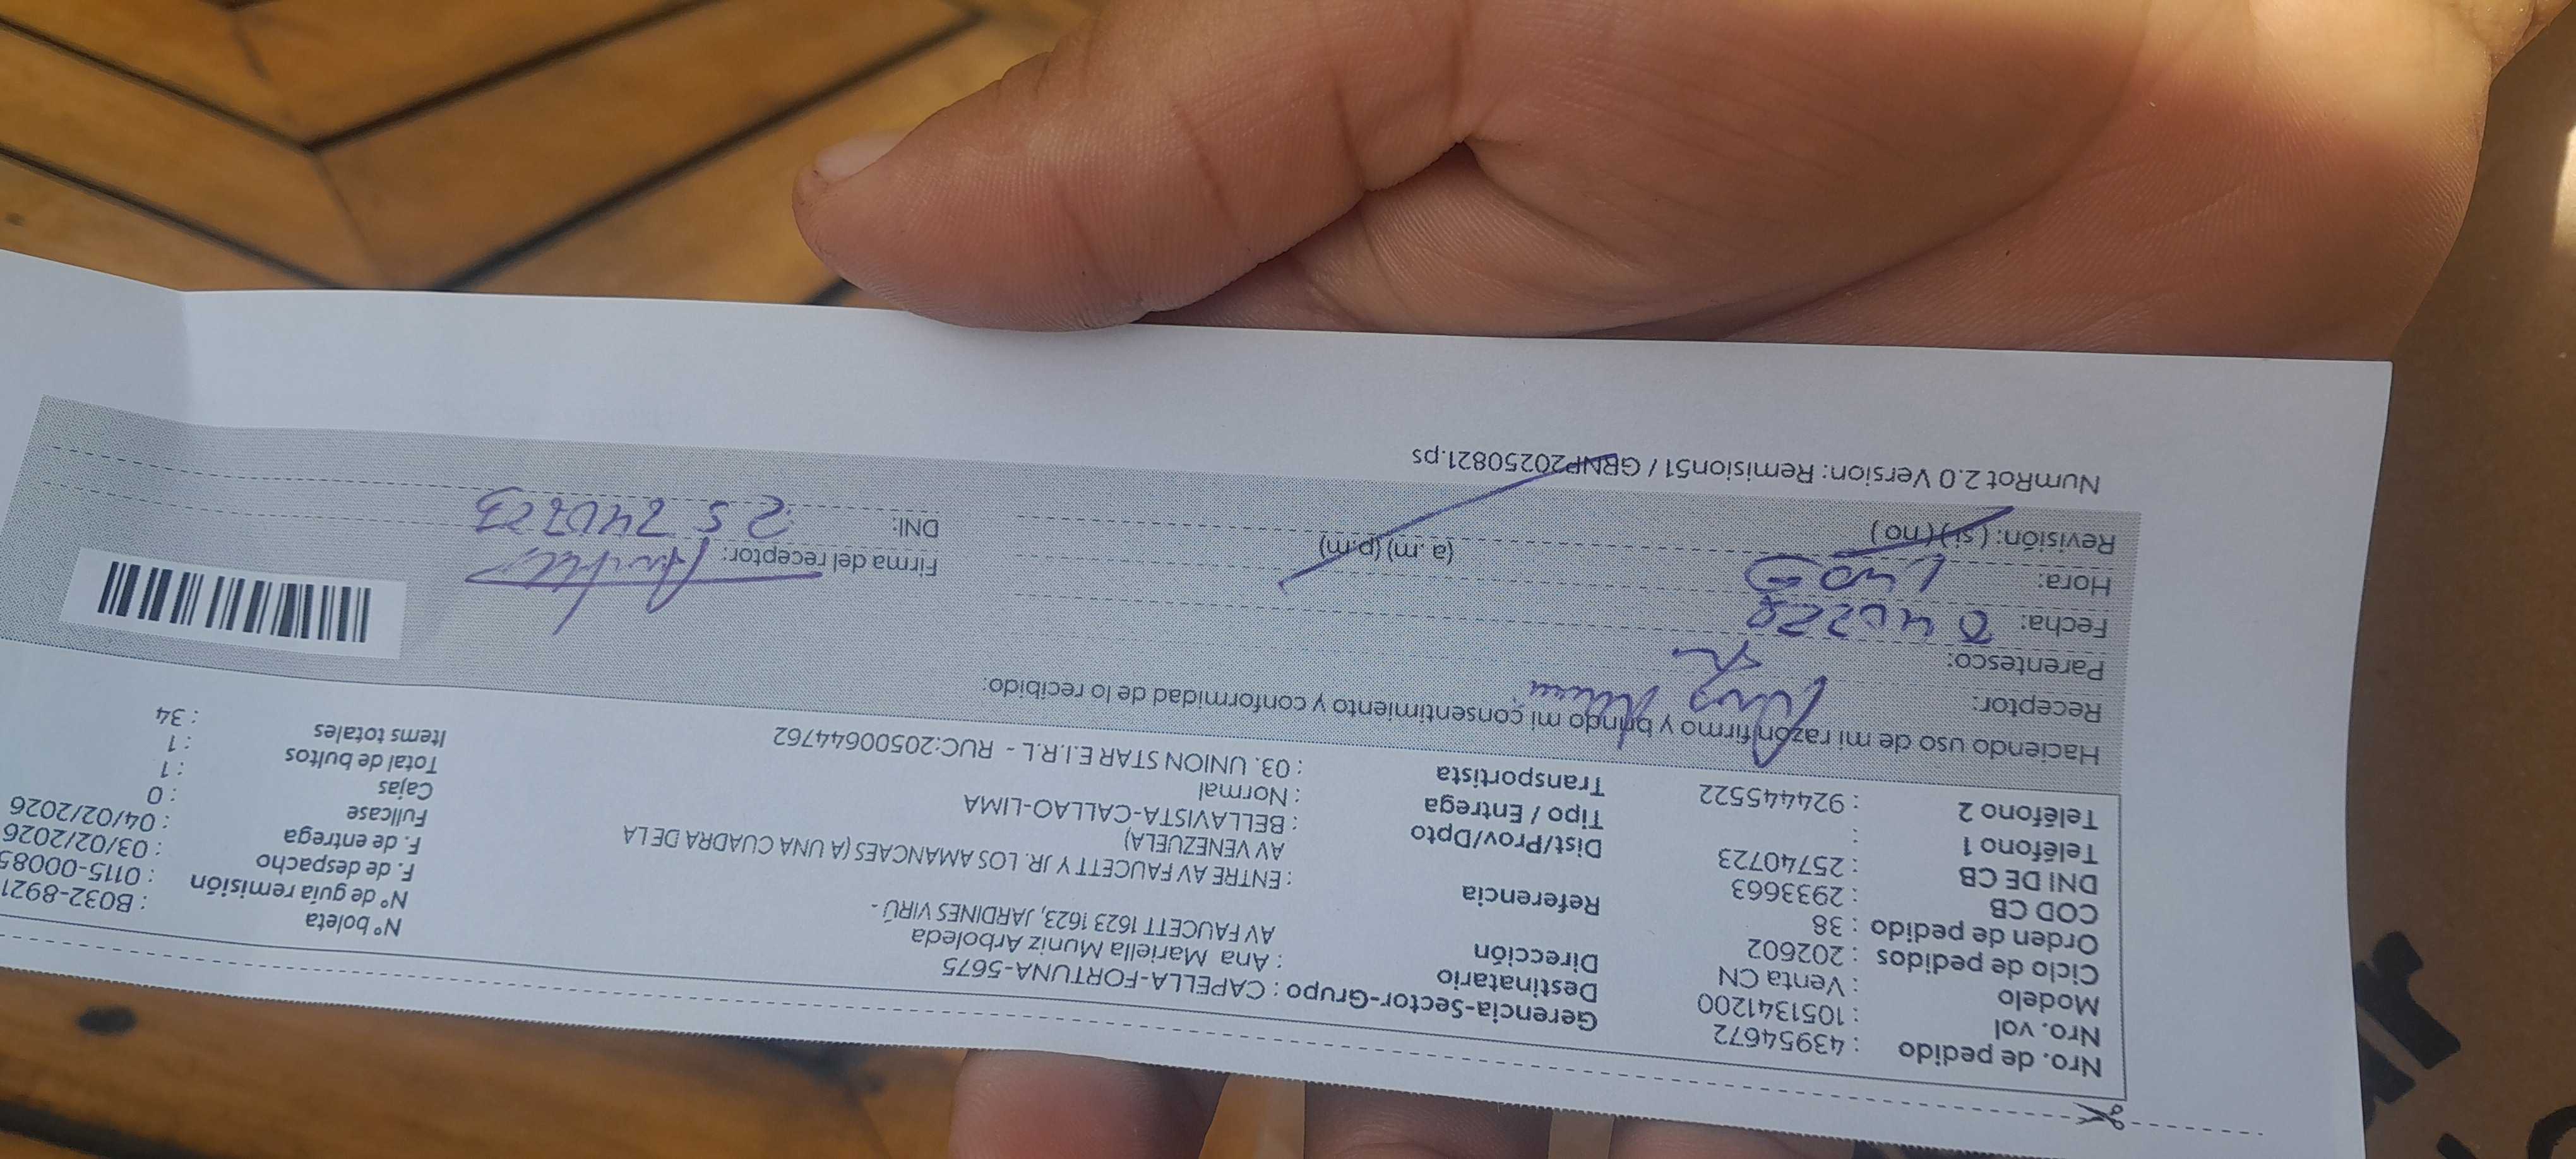 Nro. de pedido : 43954672
Nro. vol : 1051341200
Modelo : Venta CN
Ciclo de pedidos : 202602
Orden de pedido : 38
COD CB : 2933663
DNI DE CB : 25740723
Teléfono 1 :
Teléfono 2 : 924445522
Gerencia-Sector-Grupo : CAPELLA-FORTUNA-5675
Destinatario : Ana Mariella Muniz Arboleda
Dirección
AV FAUCETT 1623 1623, JARDINES VIRÚ -
Referencia : ENTRE AV FAUCETT Y JR. LOS AMANCAES (A UNA CUADRA DE LA
AV VENEZUELA)
Dist/Prov/Dpto : BELLAVISTA-CALLAO-LIMA
Tipo / Entrega : Normal
Transportista : 03. UNION STAR E.I.R.L - RUC:20500644762
N° boleta : B032-8921
N° de guía remisión : 0115-00085
F. de despacho : 03/02/2026
F. de entrega : 04/02/2026
Fullcase : 0
Cajas : 1
Total de bultos : 1
Items totales : 34
Haciendo uso de mi razón firmo y brindo mi consentimiento y conformidad de lo recibido:
Receptor:
Parentesco:
Fecha:
Hora: (a. m) (p.m)
Revisión: ( si ) ( no )
Firma del receptor:
DNI: 25740723
NumRot 2.0 Version: Remision51 / GBNP20250821.ps